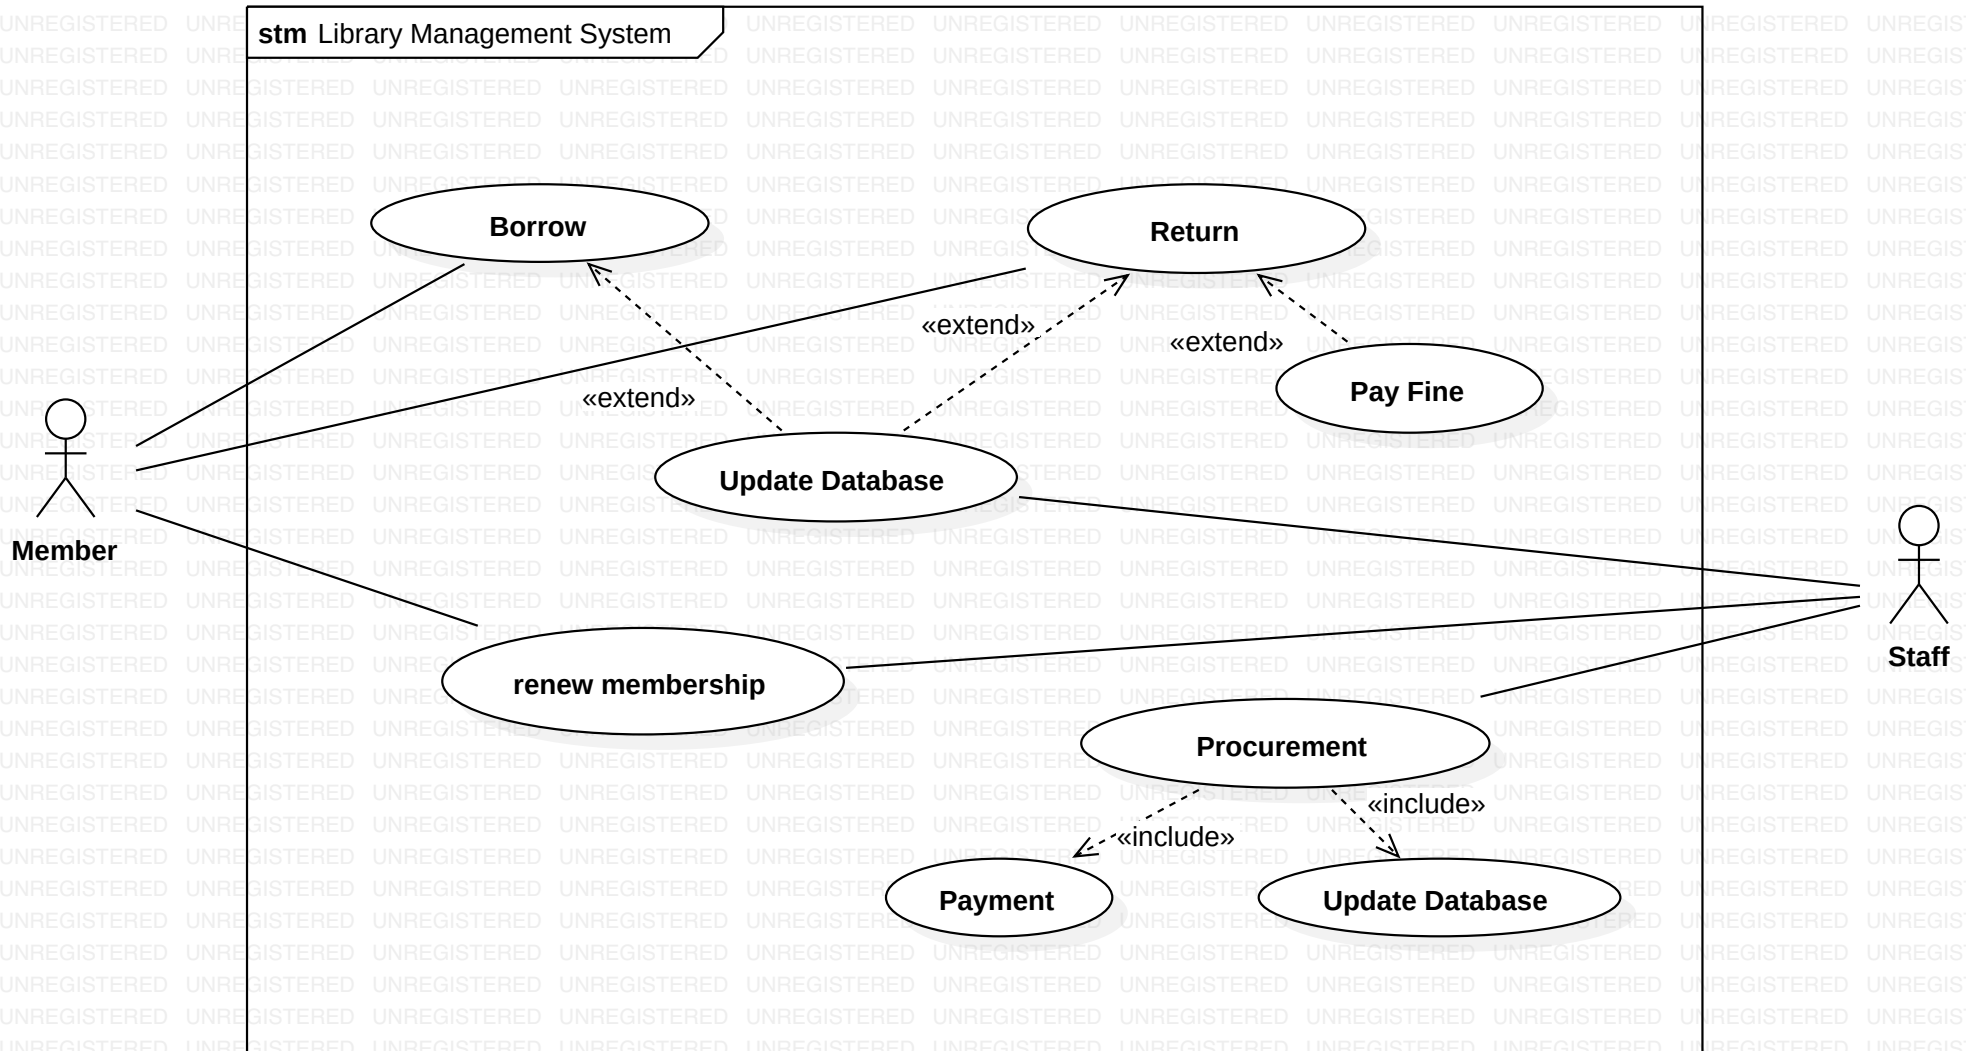 stm Library Management System
Borrow
Return
«extend»
«extend»
«extend»
Pay Fine
Update Database
Member
Staff
renew membership
Procurement
«include»
«include»
Payment
Update Database
UNREGISTERED